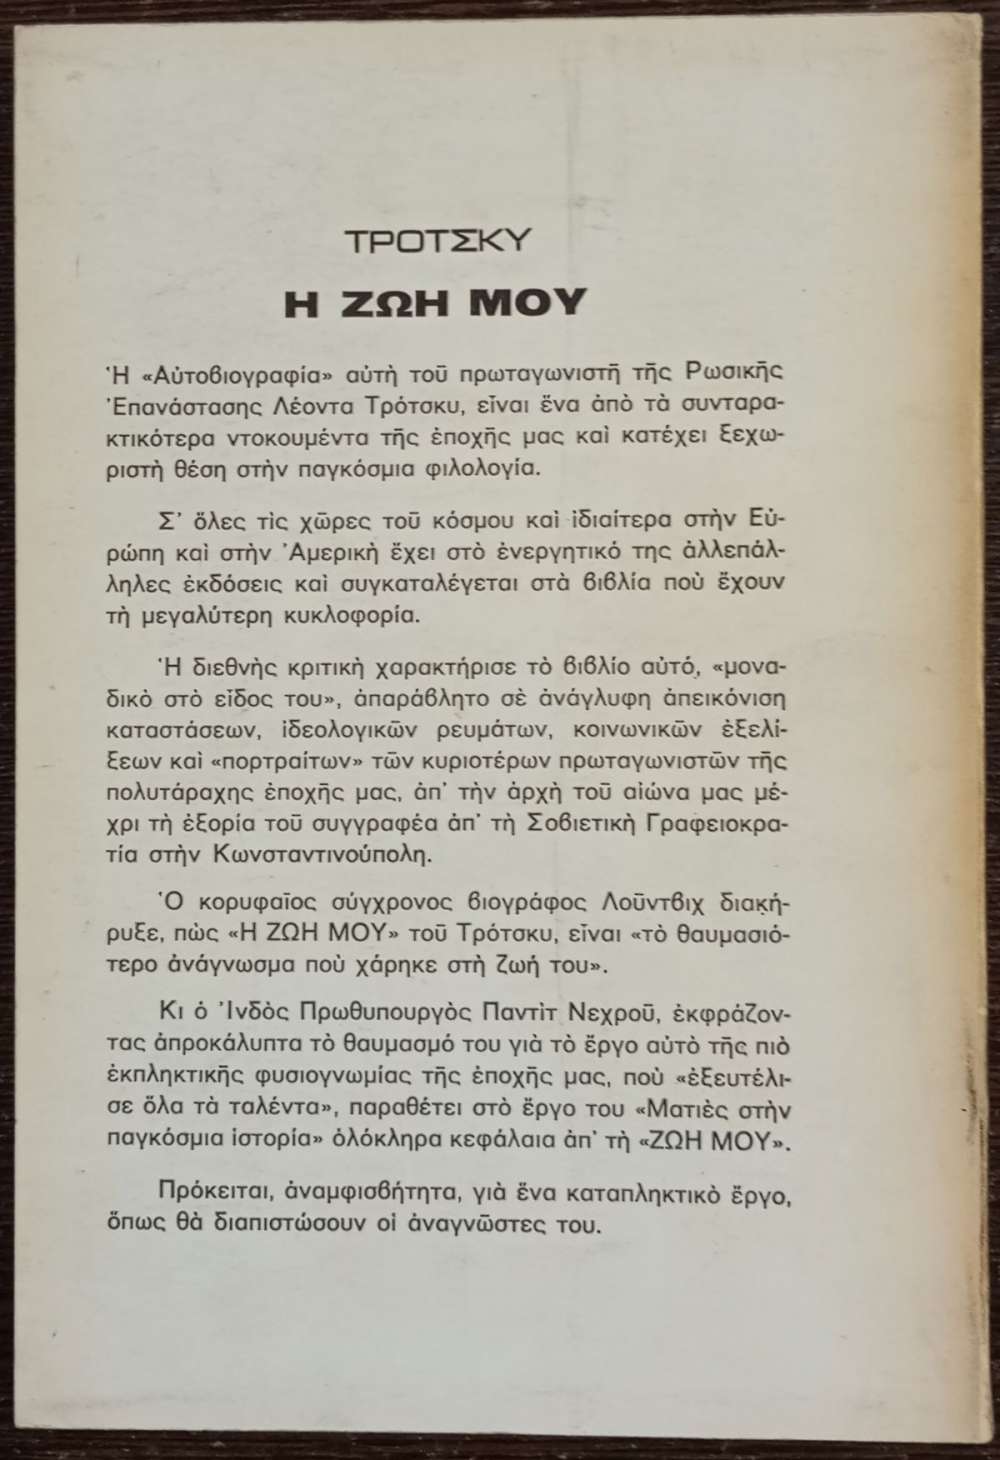 ΤΡΟΤΣΚΥ
Η ΖΩΗ ΜΟΥ
Ἡ «Αὐτοβιογραφία» αὐτὴ τοῦ πρωταγωνιστῆ τῆς Ρωσικῆς
Ἐπανάστασης Λέοντα Τρότσκυ, εἶναι ἕνα ἀπὸ τὰ συνταρα-
κτικότερα ντοκουμέντα τῆς ἐποχῆς μας καὶ κατέχει ξεχω-
ριστὴ θέση στὴν παγκόσμια φιλολογία.
Σ' ὅλες τὶς χῶρες τοῦ κόσμου καὶ ἰδιαίτερα στὴν Εὐ-
ρώπη καὶ στὴν Ἀμερικὴ ἔχει στὸ ἐνεργητικό της ἀλλεπάλ-
ληλες ἐκδόσεις καὶ συγκαταλέγεται στὰ βιβλία ποὺ ἔχουν
τὴ μεγαλύτερη κυκλοφορία.
Ἡ διεθνὴς κριτικὴ χαρακτήρισε τὸ βιβλίο αὐτό, «μονα-
δικὸ στὸ εἶδος του», ἀπαράβλητο σὲ ἀνάγλυφη ἀπεικόνιση
καταστάσεων, ἰδεολογικῶν ρευμάτων, κοινωνικῶν ἐξελί-
ξεων καὶ «πορτραίτων» τῶν κυριοτέρων πρωταγωνιστῶν τῆς
πολυτάραχης ἐποχῆς μας, ἀπ' τὴν ἀρχὴ τοῦ αἰώνα μας μέ-
χρι τὴ ἐξορία τοῦ συγγραφέα ἀπ' τὴ Σοβιετικὴ Γραφειοκρα-
τία στὴν Κωνσταντινούπολη.
Ὁ κορυφαῖος σύγχρονος βιογράφος Λοῦντβιχ διακή-
ρυξε, πὼς «Η ΖΩΗ ΜΟΥ» τοῦ Τρότσκυ, εἶναι «τὸ θαυμασιό-
τερο ἀνάγνωσμα ποὺ χάρηκε στὴ ζωή του».
Κι ὁ Ἰνδὸς Πρωθυπουργὸς Παντὶτ Νεχροῦ, ἐκφράζον-
τας ἀπροκάλυπτα τὸ θαυμασμό του γιὰ τὸ ἔργο αὐτὸ τῆς πιὸ
ἐκπληκτικῆς φυσιογνωμίας τῆς ἐποχῆς μας, ποὺ «ἐξευτέλι-
σε ὅλα τὰ ταλέντα», παραθέτει στὸ ἔργο του «Ματιὲς στὴν
παγκόσμια ἱστορία» ὁλόκληρα κεφάλαια ἀπ' τὴ «ΖΩΗ ΜΟΥ».
Πρόκειται, ἀναμφισβήτητα, γιὰ ἕνα καταπληκτικὸ ἔργο,
ὅπως θὰ διαπιστώσουν οἱ ἀναγνῶστες του.